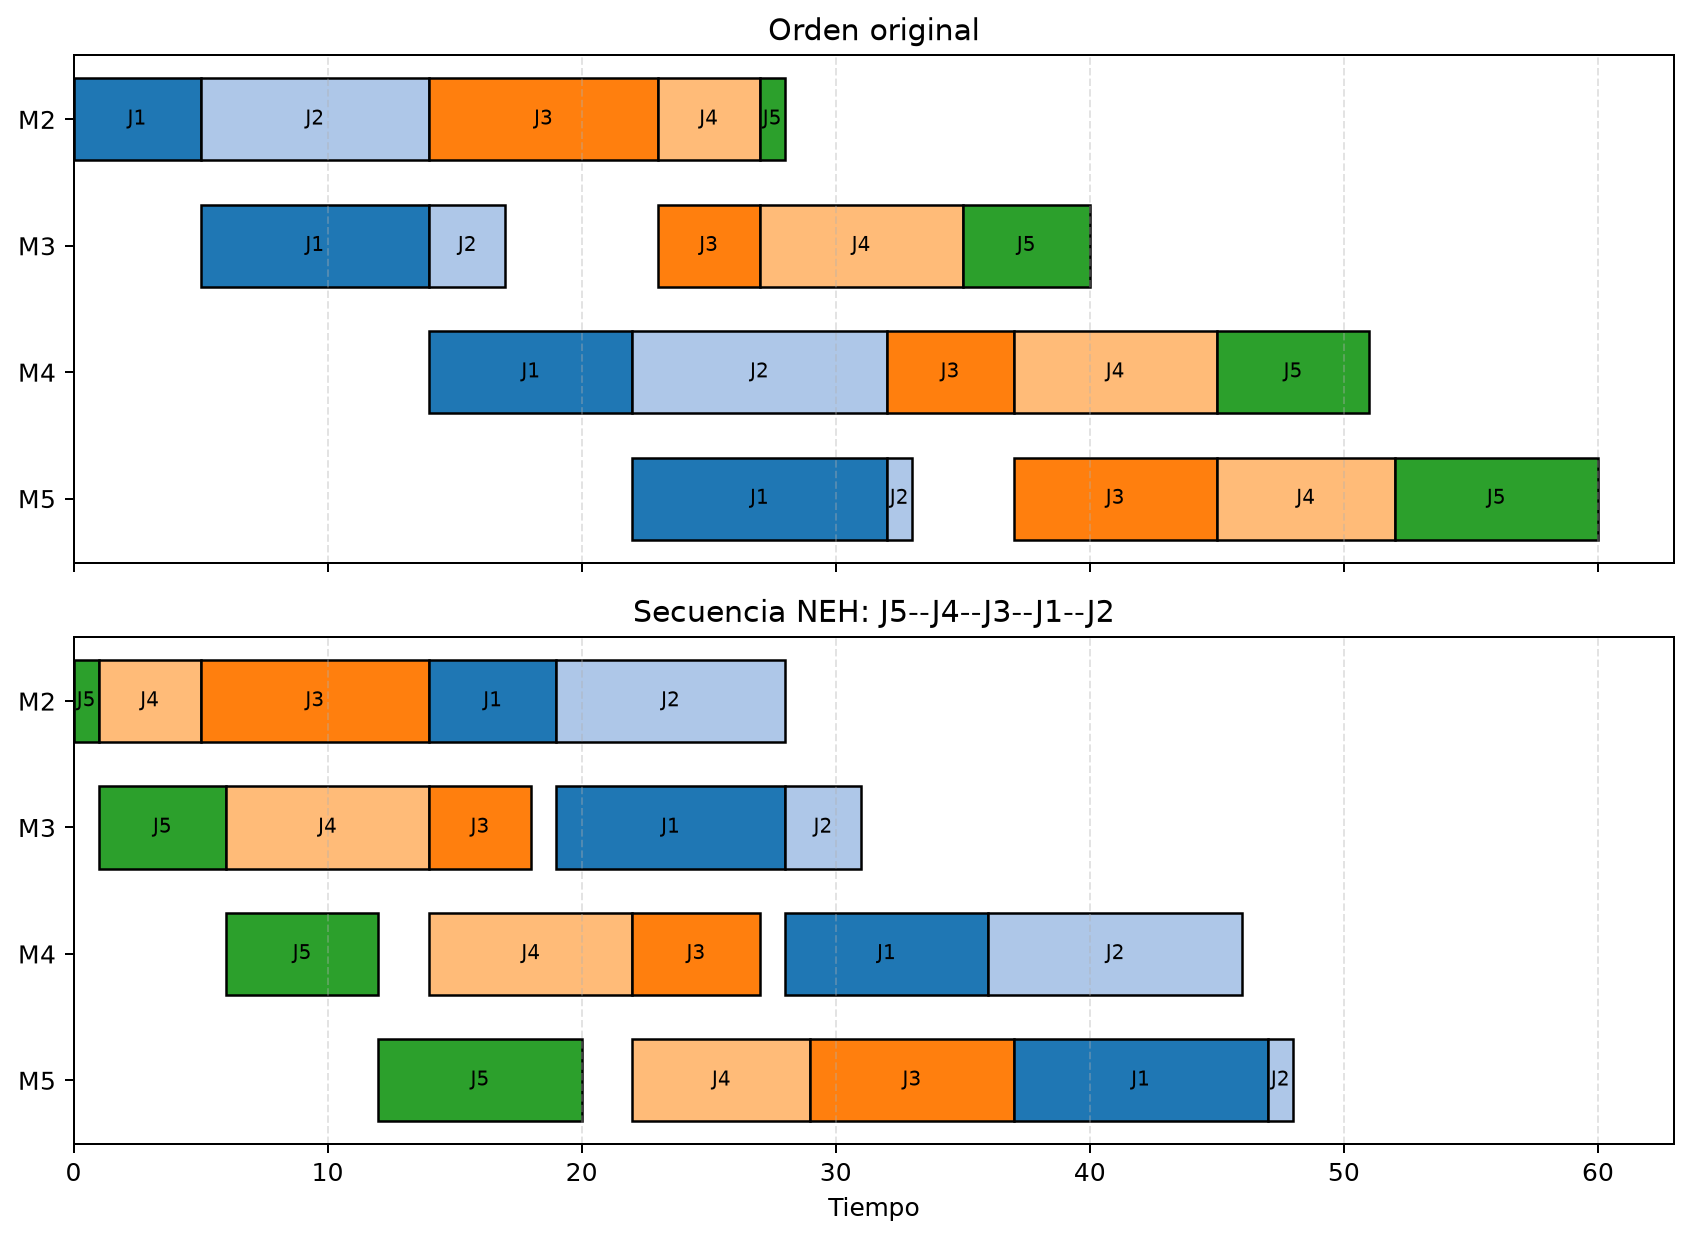 Orden original
M2 J1 J2 J3 J4 J5
M3 J1 J2 J3 J4 J5
M4 J1 J2 J3 J4 J5
M5 J1 J2 J3 J4 J5
Secuencia NEH: J5--J4--J3--J1--J2
M2 J5 J4 J3 J1 J2
M3 J5 J4 J3 J1 J2
M4 J5 J4 J3 J1 J2
M5 J5 J4 J3 J1 J2
0 10 20 30 40 50 60
Tiempo